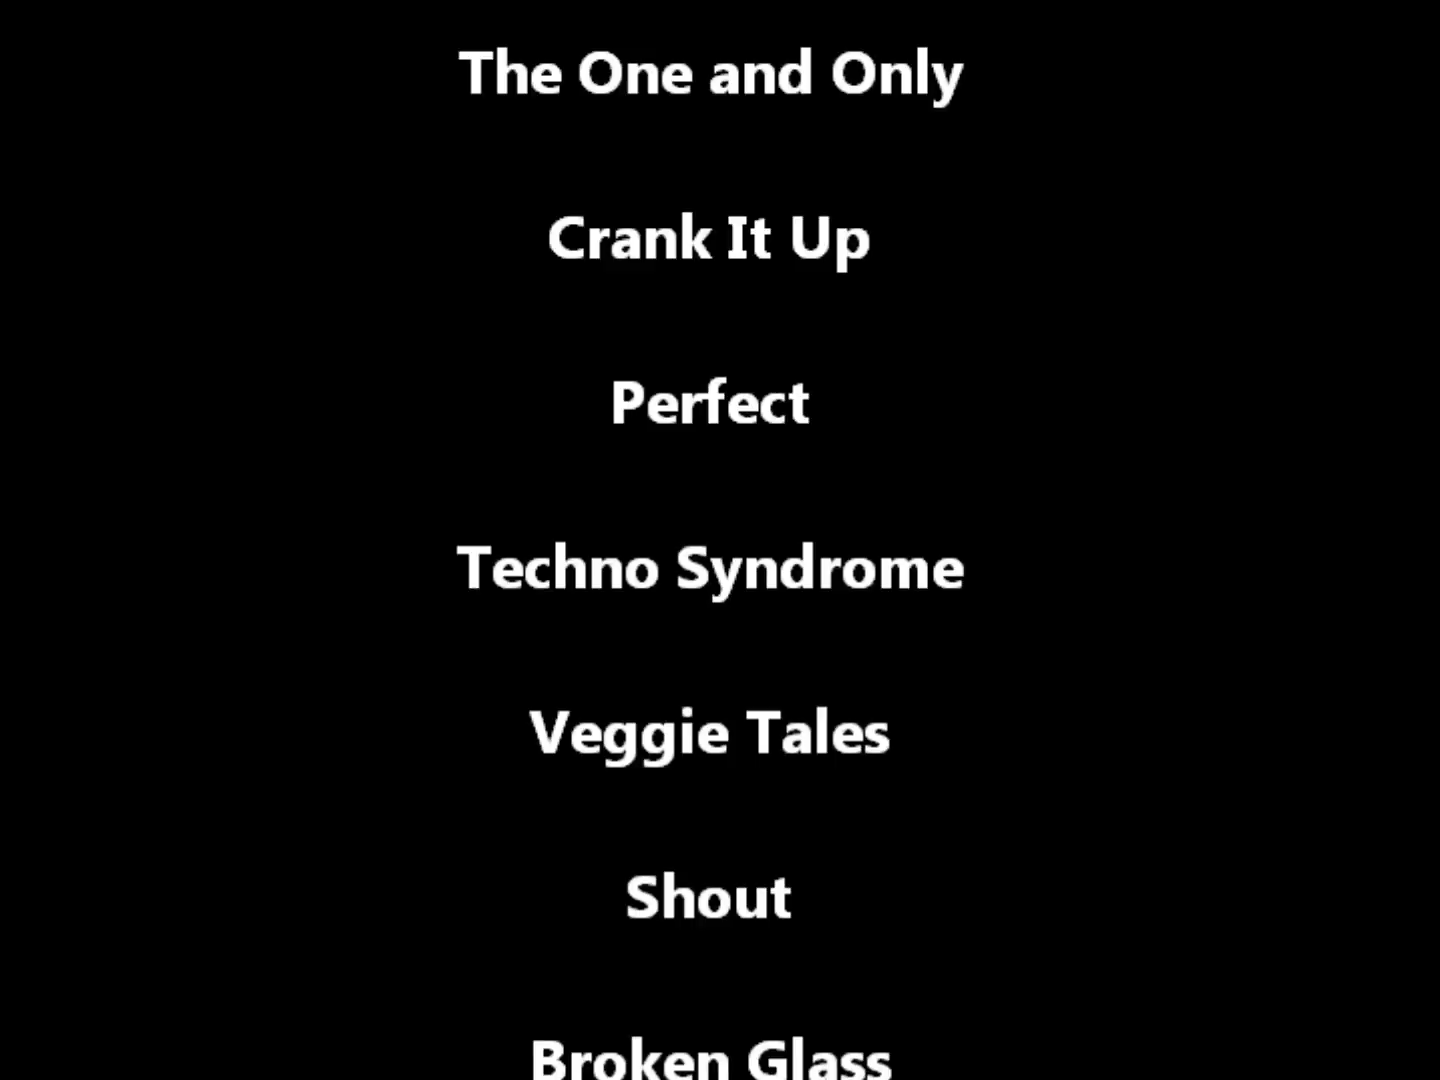 The One and Only
Crank It Up
Perfect
Techno Syndrome
Veggie Tales
Shout
Broken Glass